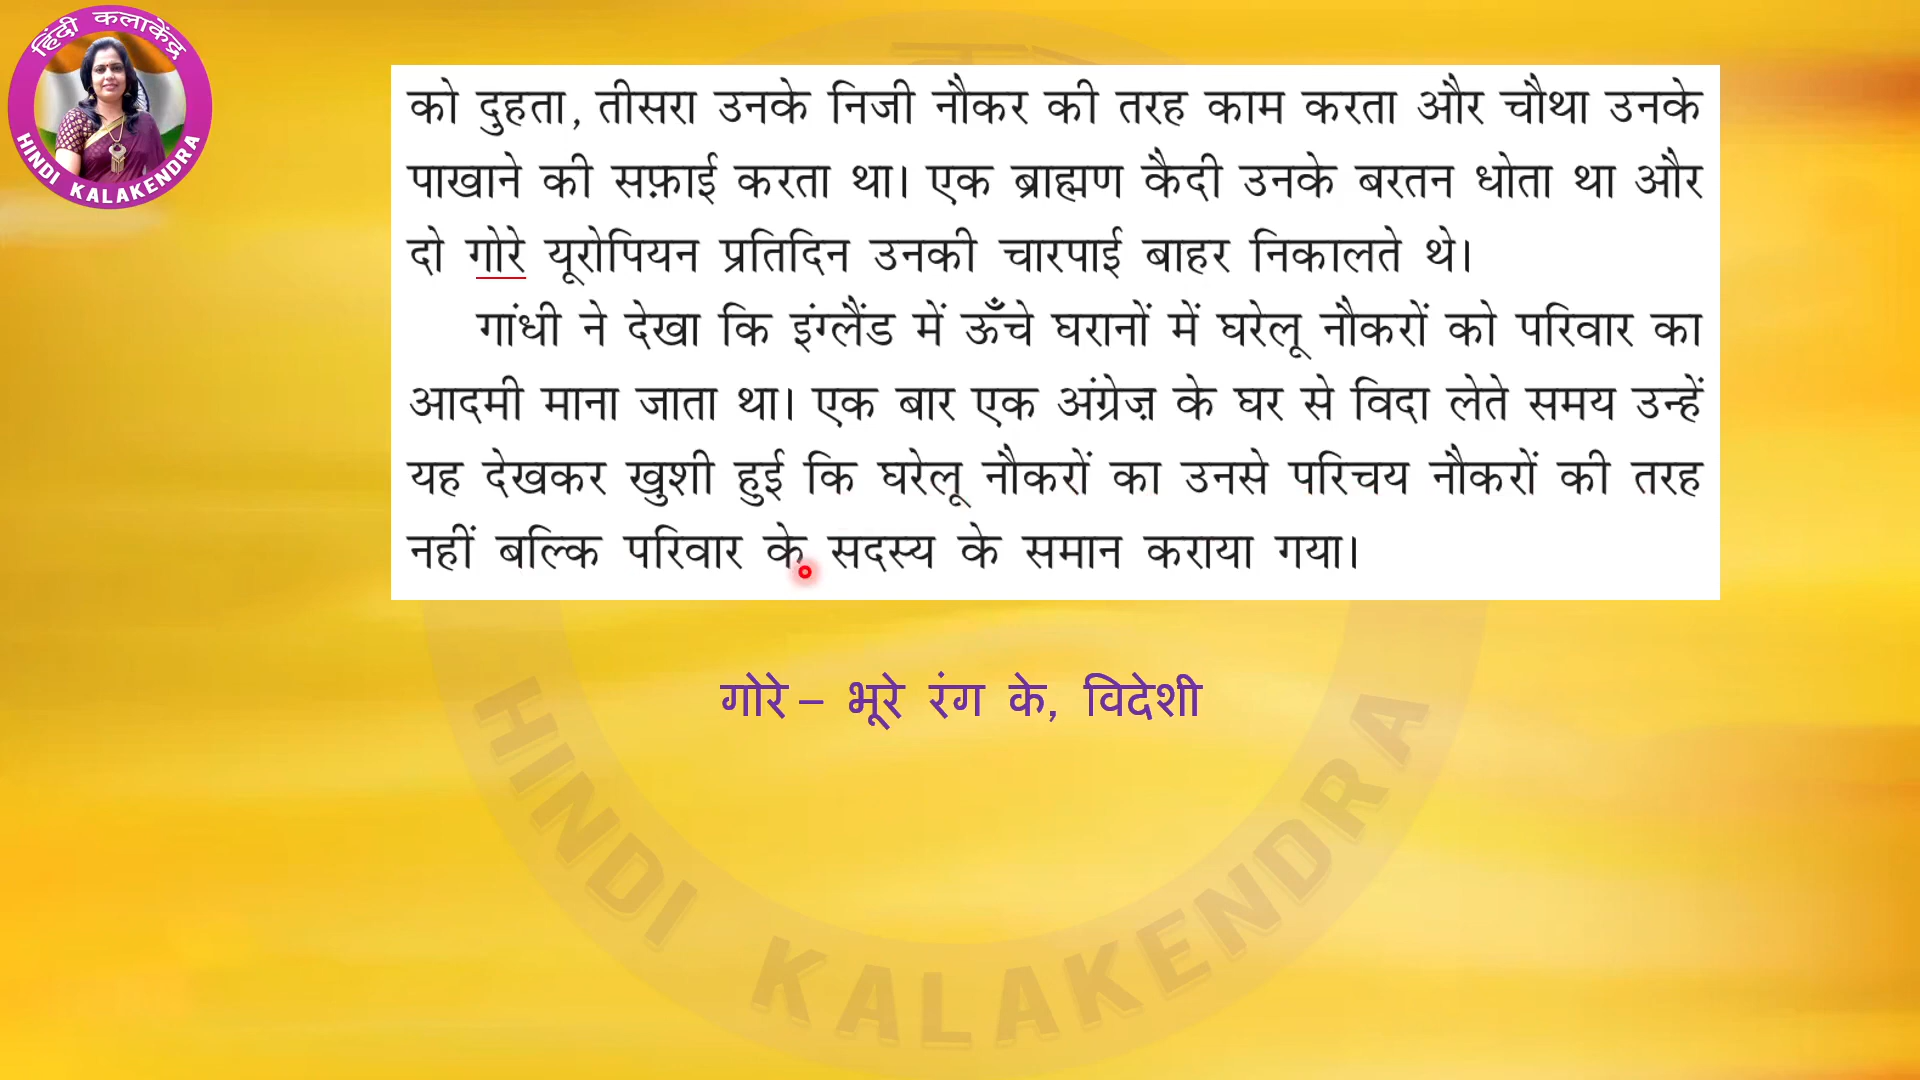 हिंदी कलाकेंद्र
HINDI KALAKENDRA
को दुहता, तीसरा उनके निजी नौकर की तरह काम करता और चौथा उनके
पाखाने की सफ़ाई करता था। एक ब्राह्मण कैदी उनके बरतन धोता था और
दो गोरे यूरोपियन प्रतिदिन उनकी चारपाई बाहर निकालते थे।
गांधी ने देखा कि इंग्लैंड में ऊँचे घरानों में घरेलू नौकरों को परिवार का
आदमी माना जाता था। एक बार एक अंग्रेज़ के घर से विदा लेते समय उन्हें
यह देखकर खुशी हुई कि घरेलू नौकरों का उनसे परिचय नौकरों की तरह
नहीं बल्कि परिवार के सदस्य के समान कराया गया।
गोरे – भूरे रंग के, विदेशी
HINDI KALAKENDRA